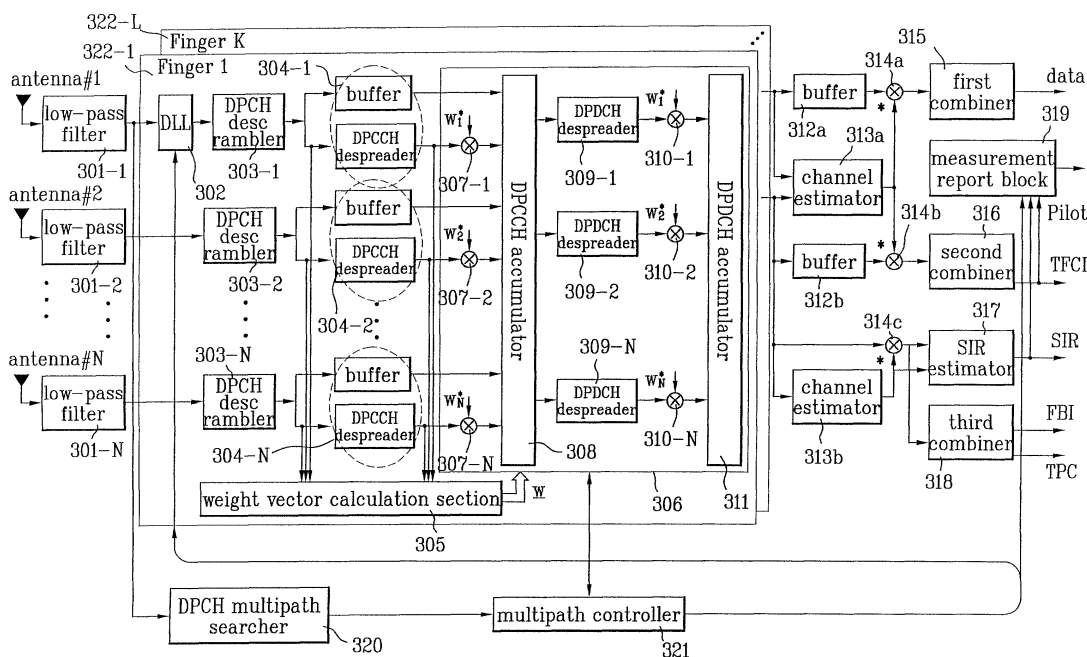 322-L
Finger K
322-1
Finger 1
antenna#1
low-pass
filter
301-1
DLL
302
DPCH
desc
rambler
303-1
304-1
buffer
DPCCH
despreader
W₁*
307-1
antenna#2
low-pass
filter
301-2
DPCH
desc
rambler
303-2
buffer
DPCCH
despreader
304-2
W₂*
307-2
antenna#N
low-pass
filter
301-N
303-N
DPCH
desc
rambler
buffer
DPCCH
despreader
304-N
W_N*
307-N
DPCCH accumulator
308
DPDCH
despreader
309-1
W₁*
310-1
DPDCH
despreader
309-2
W₂*
310-2
309-N
DPDCH
despreader
W_N*
310-N
DPDCH accumulator
311
306
weight vector calculation section
305
w
buffer
312a
314a
*
315
first
combiner
data
313a
channel
estimator
319
measurement
report block
Pilot
buffer
312b
*
314b
316
second
combiner
TFCI
314c
*
317
SIR
estimator
SIR
channel
estimator
313b
third
combiner
318
FBI
TPC
DPCH multipath
searcher
320
multipath controller
321